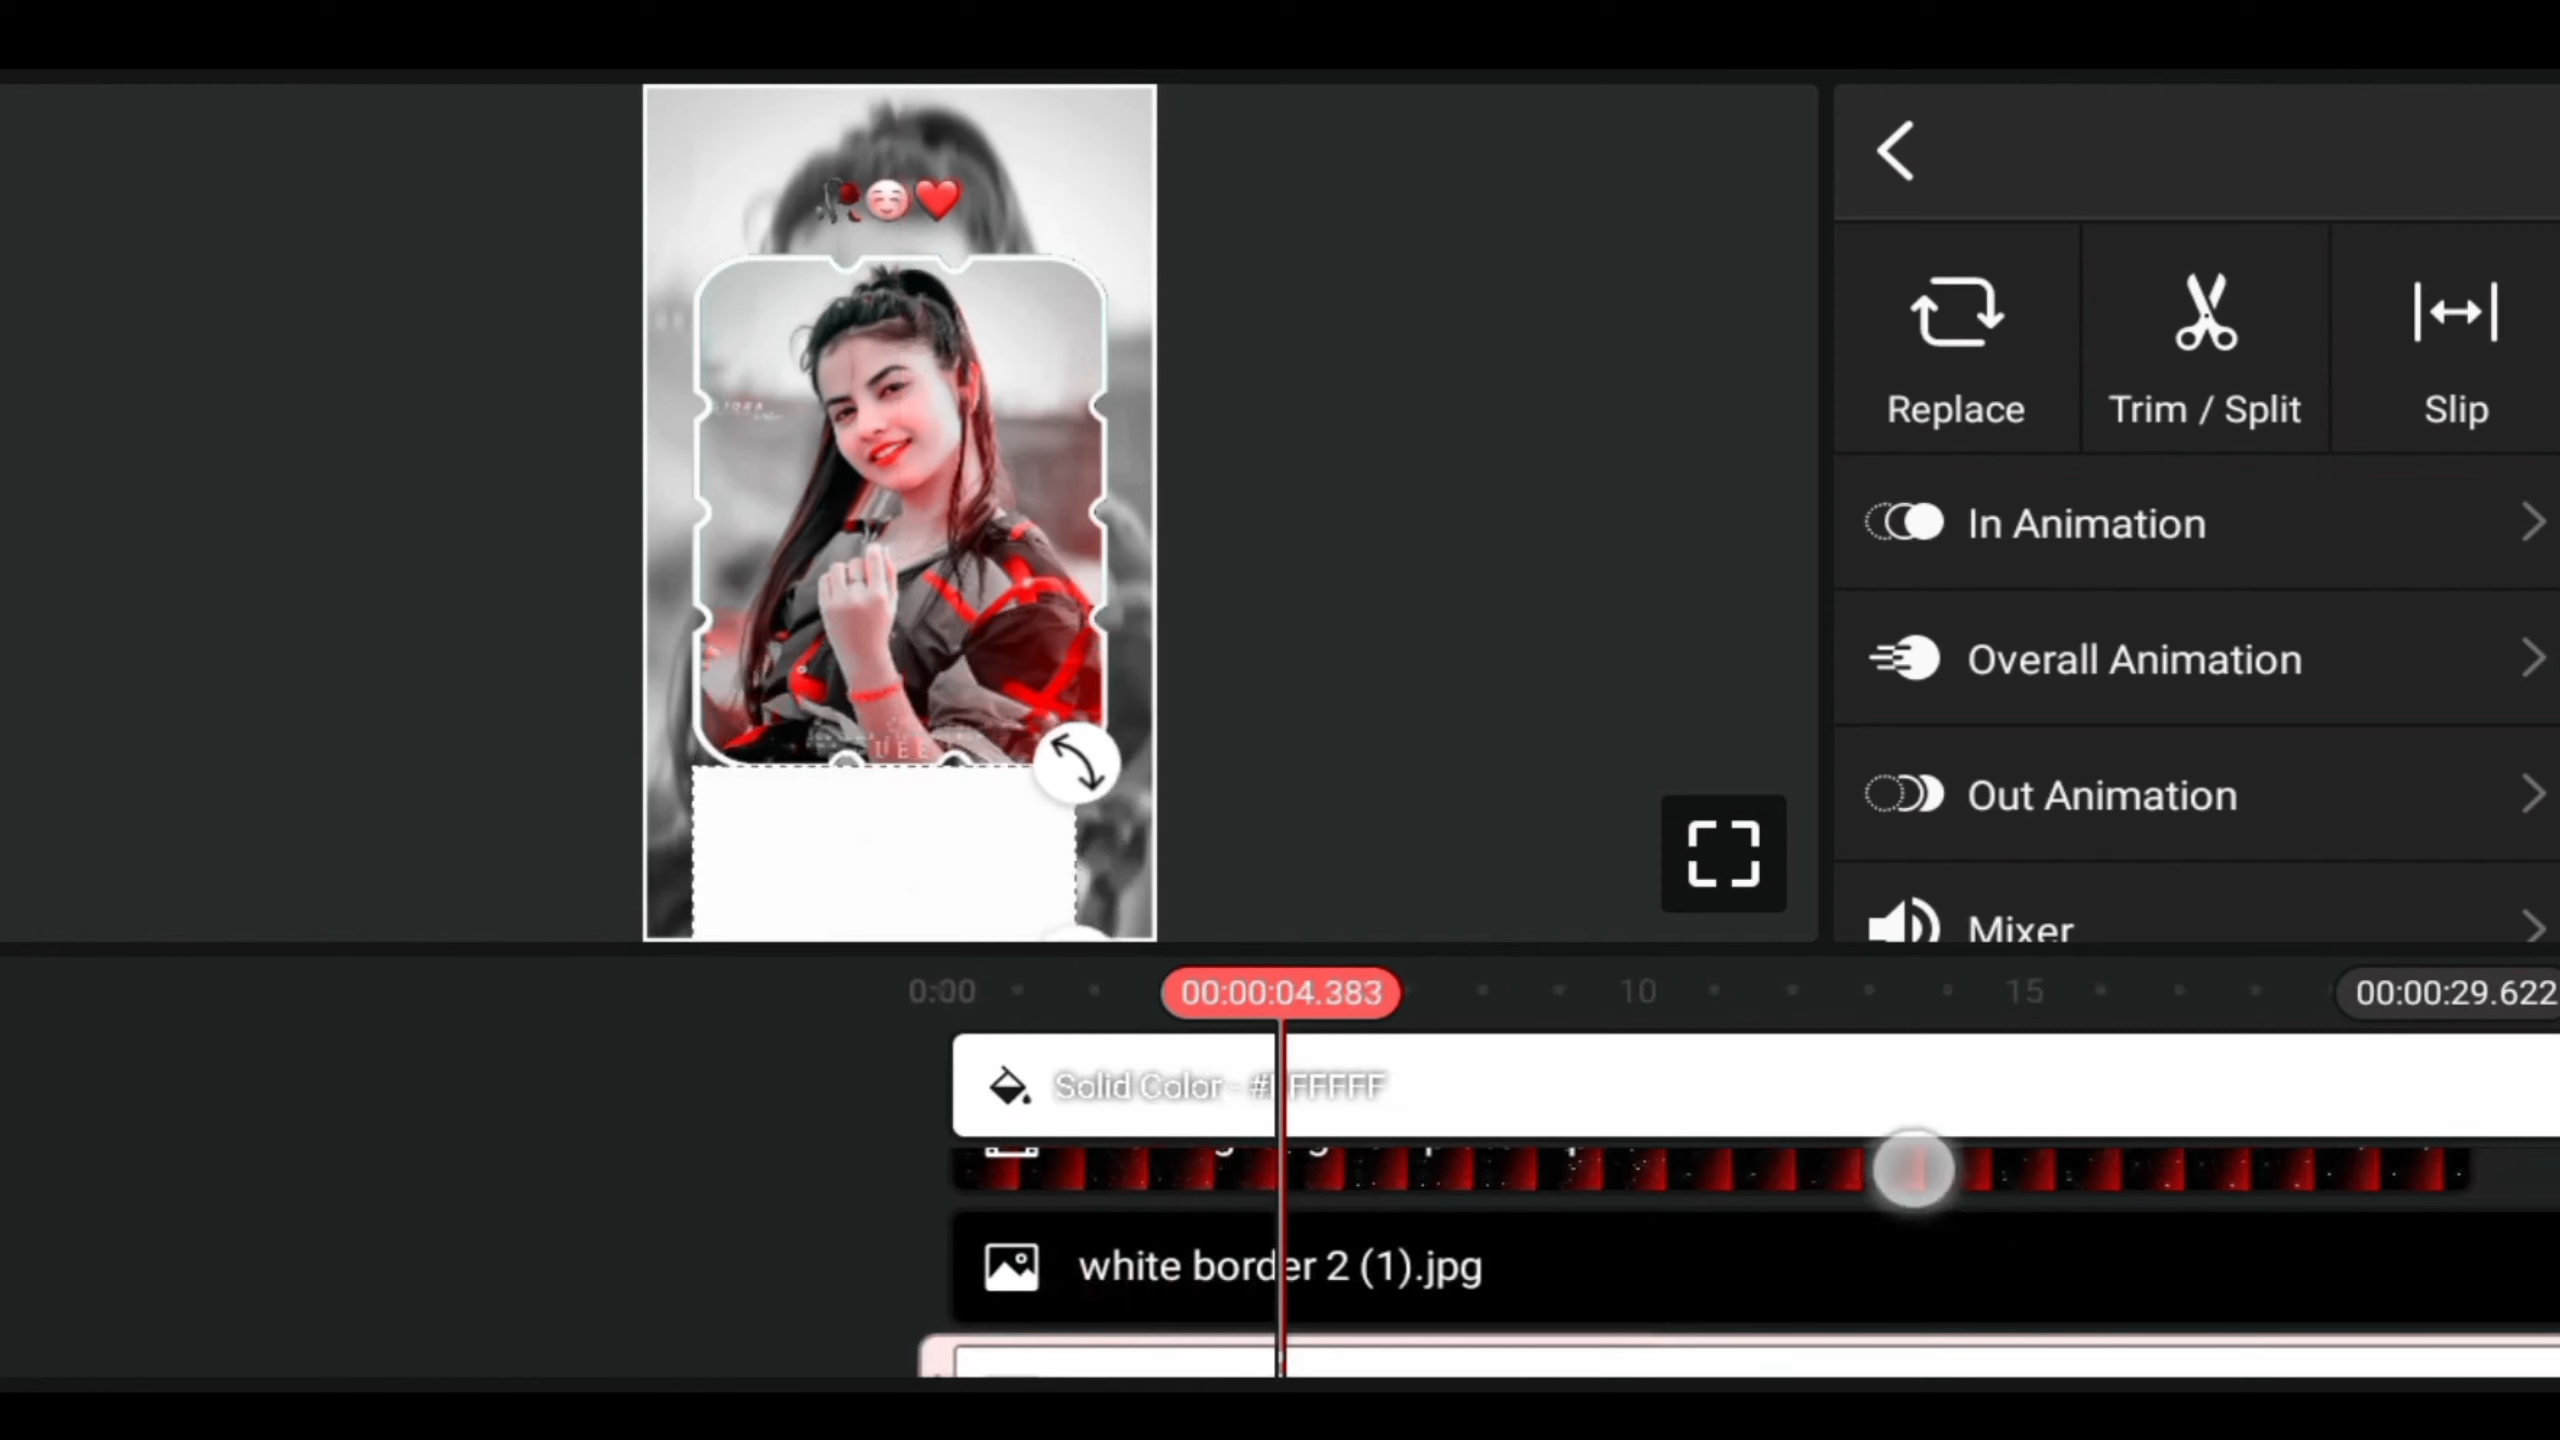 Replace
Trim / Split
Slip
In Animation
Overall Animation
Out Animation
Mixer
0:00
00:00:04.383
10
15
00:00:29.622
Solid Color - #FFFFFF
white border 2 (1).jpg